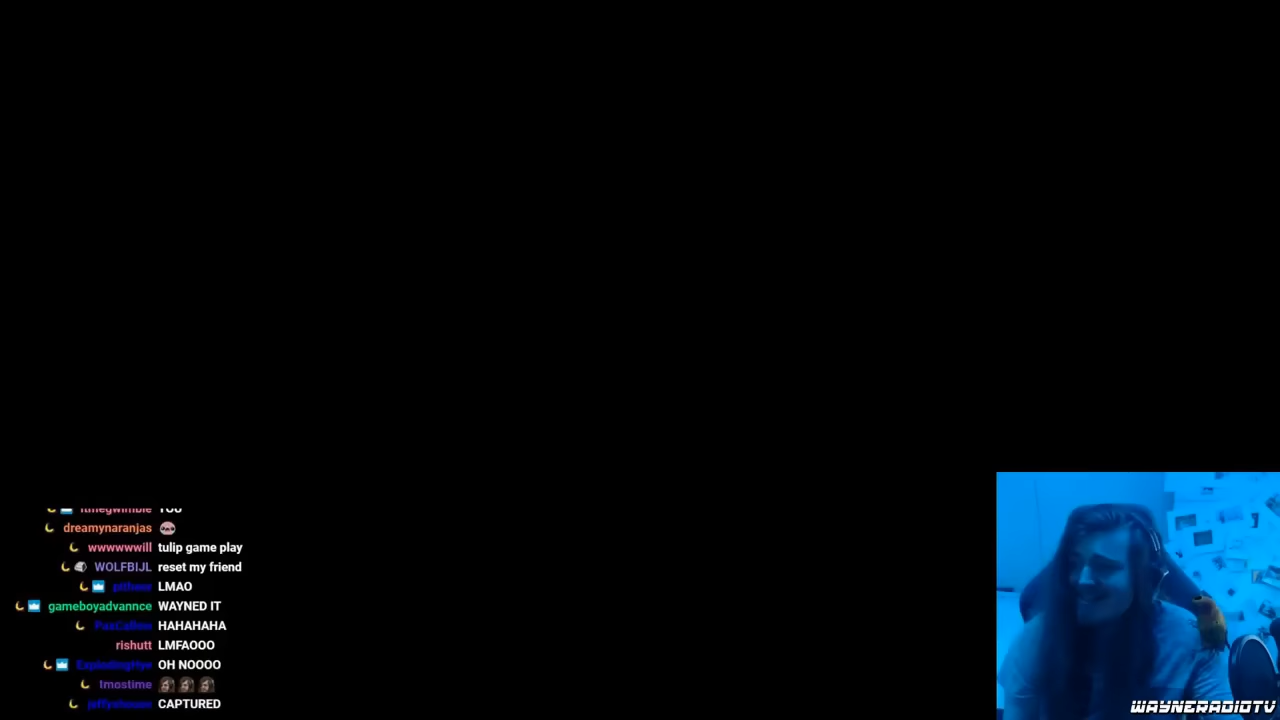 YOU
dreamynaranjas
wwwwwwill tulip game play
WOLFBIJL reset my friend
LMAO
gameboyadvannce WAYNED IT
HAHAHAHA
rishutt LMFAOOO
OH NOOOO
CAPTURED
WAYNERADIOTV